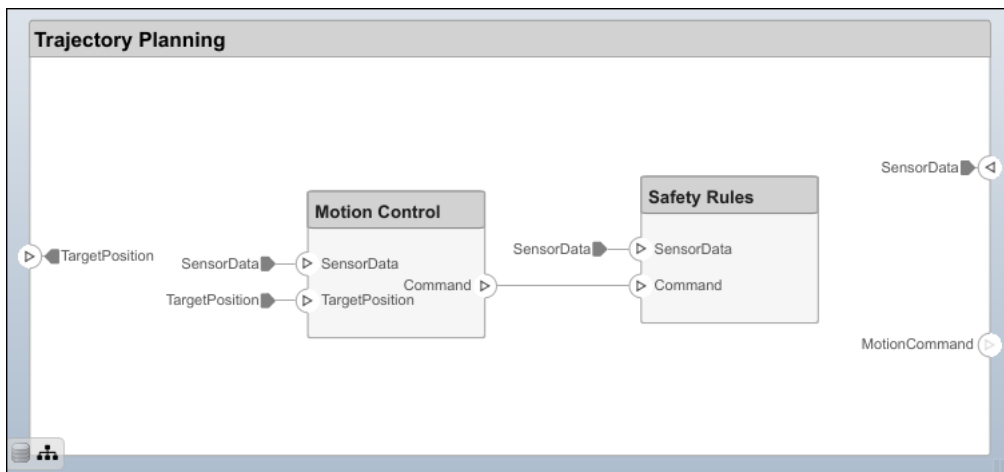 Trajectory Planning
SensorData
Safety Rules
Motion Control
SensorData
SensorData
TargetPosition
SensorData
SensorData
Command
Command
TargetPosition
TargetPosition
MotionCommand